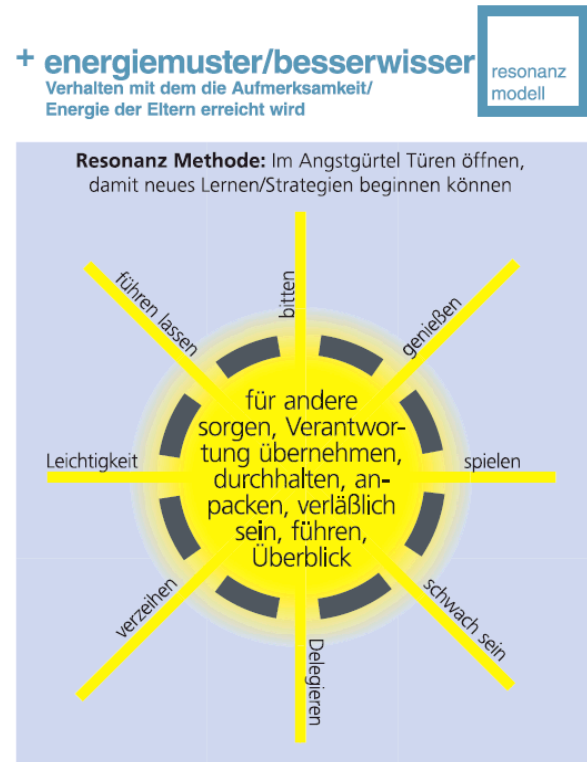 + energiemuster/besserwisser
Verhalten mit dem die Aufmerksamkeit/
Energie der Eltern erreicht wird
resonanz
modell
Resonanz Methode: Im Angstgürtel Türen öffnen,
damit neues Lernen/Strategien beginnen können
führen lassen
bitten
genießen
für andere
sorgen, Verantwor-
tung übernehmen,
durchhalten, an-
packen, verläßlich
sein, führen,
Überblick
Leichtigkeit
spielen
verzeihen
Delegieren
schwach sein